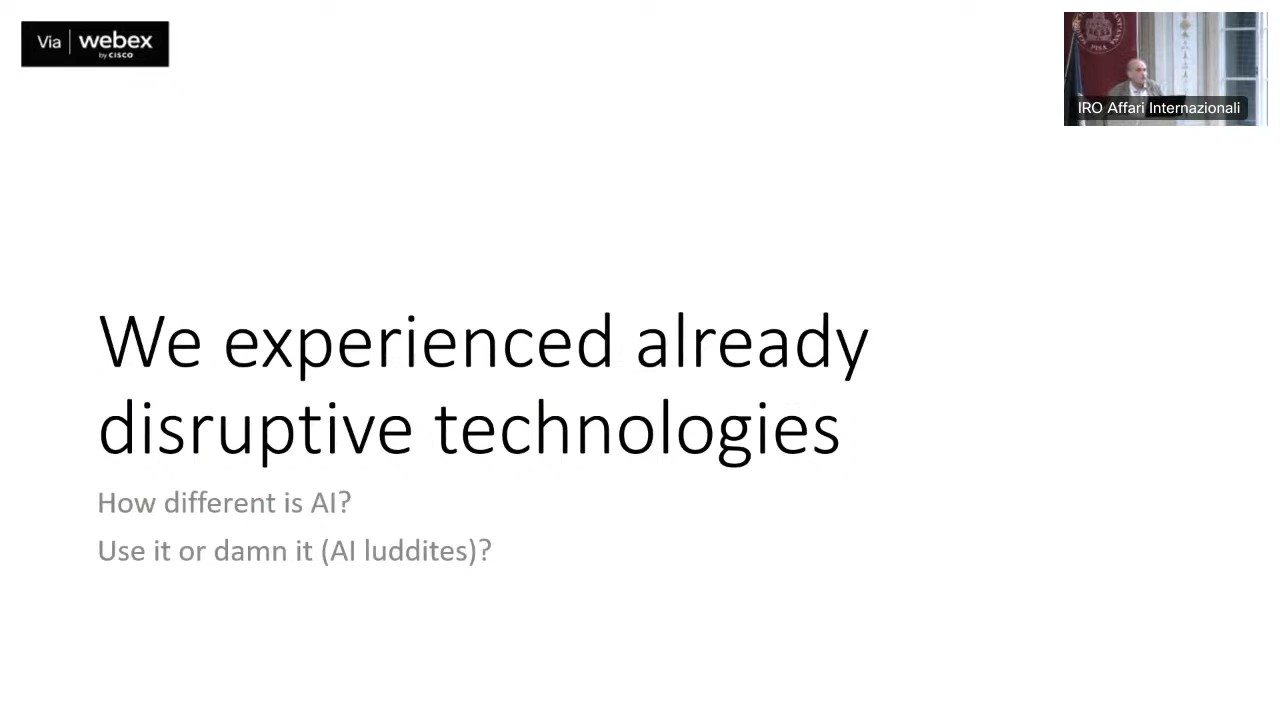 Via | webex
by CISCO
PISA
IRO Affari Internazionali
We experienced already
disruptive technologies
How different is AI?
Use it or damn it (AI luddites)?